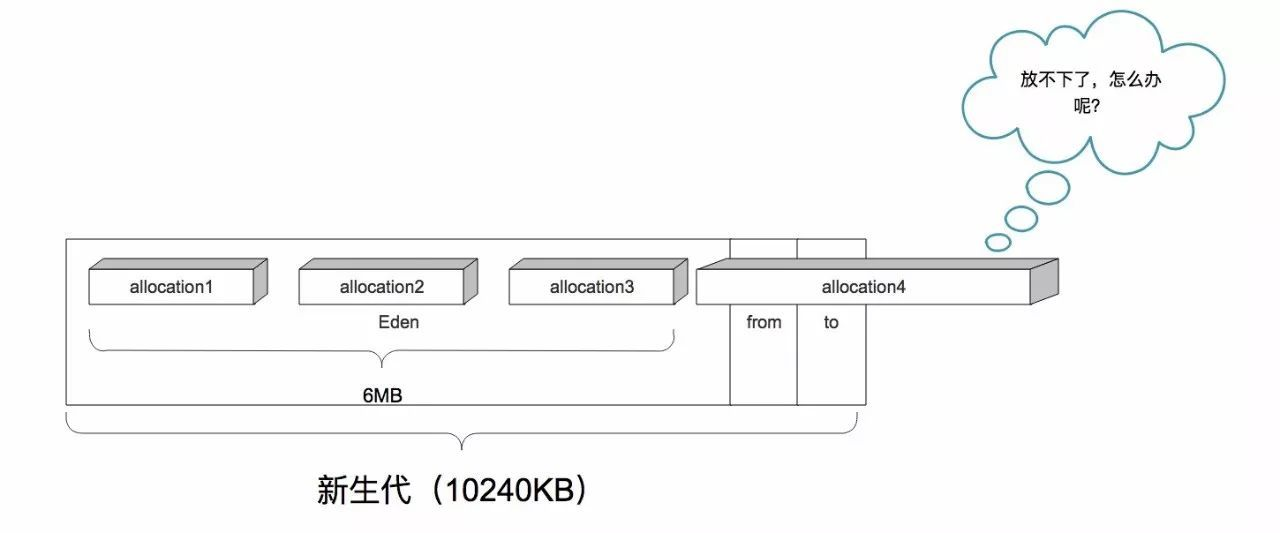 放不下了，怎么办
呢？
allocation1
allocation2
allocation3
allocation4
Eden
from
to
6MB
新生代（10240KB）